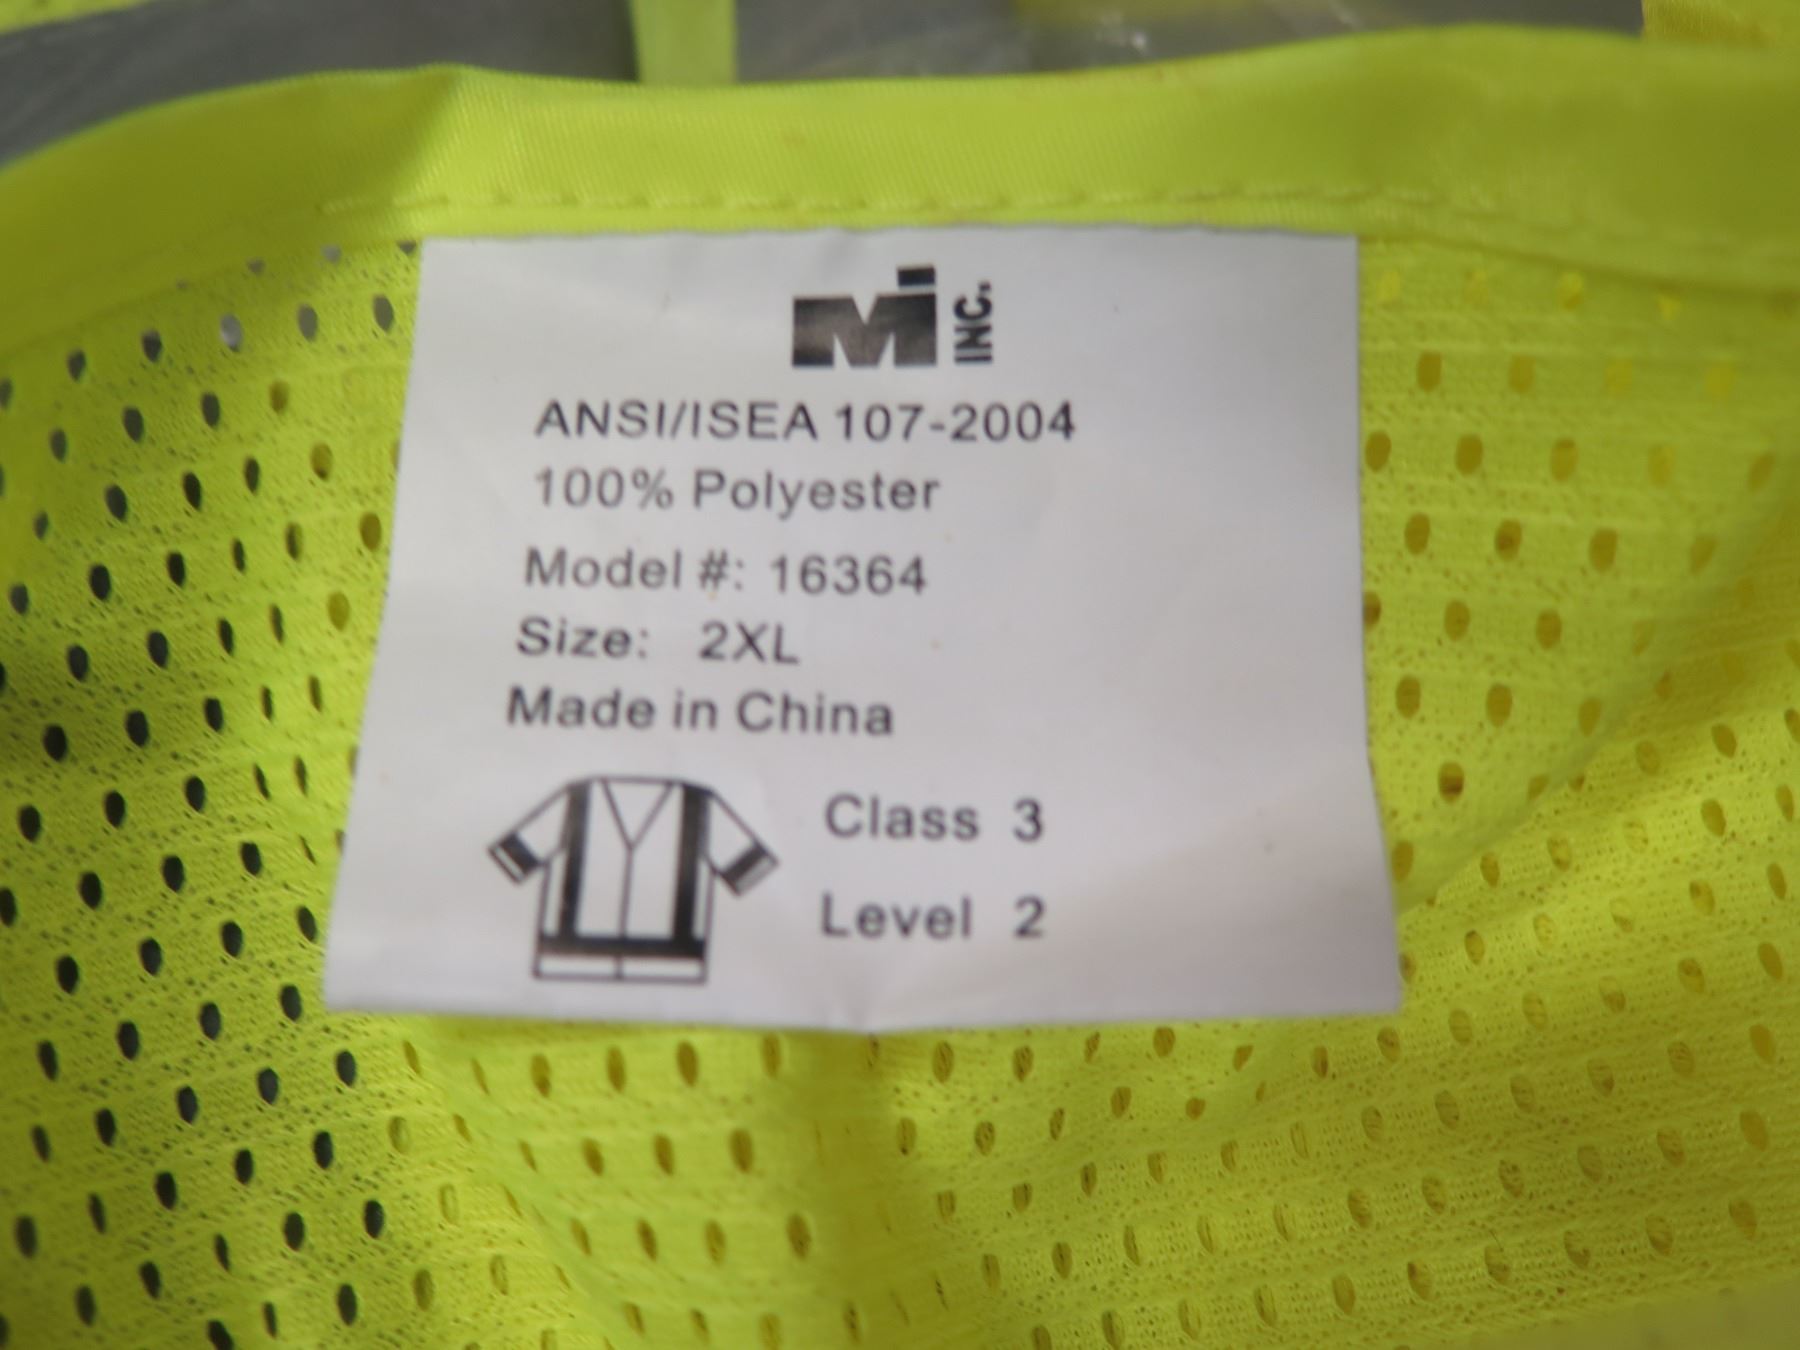 Mi INC.
ANSI/ISEA 107-2004
100% Polyester
Model #: 16364
Size: 2XL
Made in China
Class 3
Level 2